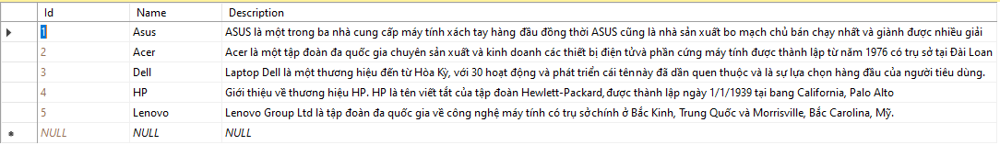 Id Name Description
1 Asus ASUS là một trong ba nhà cung cấp máy tính xách tay hàng đầu đồng thời ASUS cũng là nhà sản xuất bo mạch chủ bán chạy nhất và giành được nhiều giải
2 Acer Acer là một tập đoàn đa quốc gia chuyên sản xuất và kinh doanh các thiết bị điện tửvà phần cứng máy tính được thành lập từ năm 1976 có trụ sở tại Đài Loan
3 Dell Laptop Dell là một thương hiệu đến từ Hòa Kỳ, với 30 hoạt động và phát triển cái tên này đã dần quen thuộc và là sự lựa chọn hàng đầu của người tiêu dùng.
4 HP Giới thiệu về thương hiệu HP. HP là tên viết tắt của tập đoàn Hewlett-Packard, được thành lập ngày 1/1/1939 tại bang California, Palo Alto
5 Lenovo Lenovo Group Ltd là tập đoàn đa quốc gia về công nghệ máy tính có trụ sở chính ở Bắc Kinh, Trung Quốc và Morrisville, Bắc Carolina, Mỹ.
NULL NULL NULL